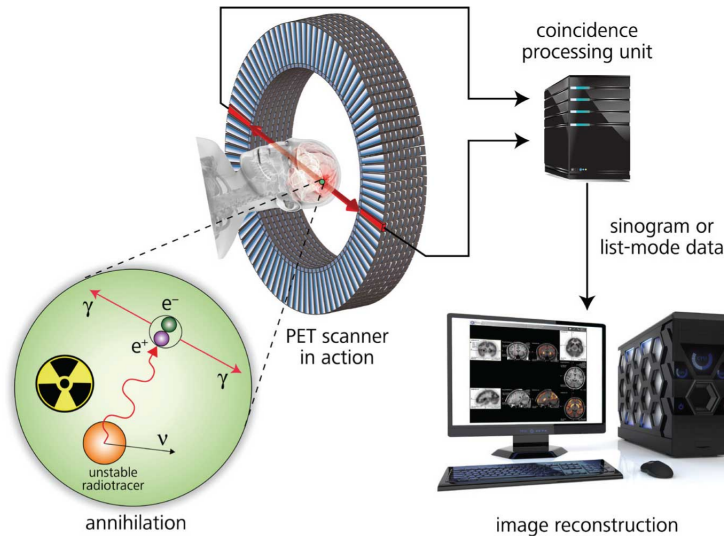 coincidence
processing unit
sinogram or
list-mode data
PET scanner
in action
e⁻
γ
e⁺
γ
ν
unstable
radiotracer
annihilation
image reconstruction